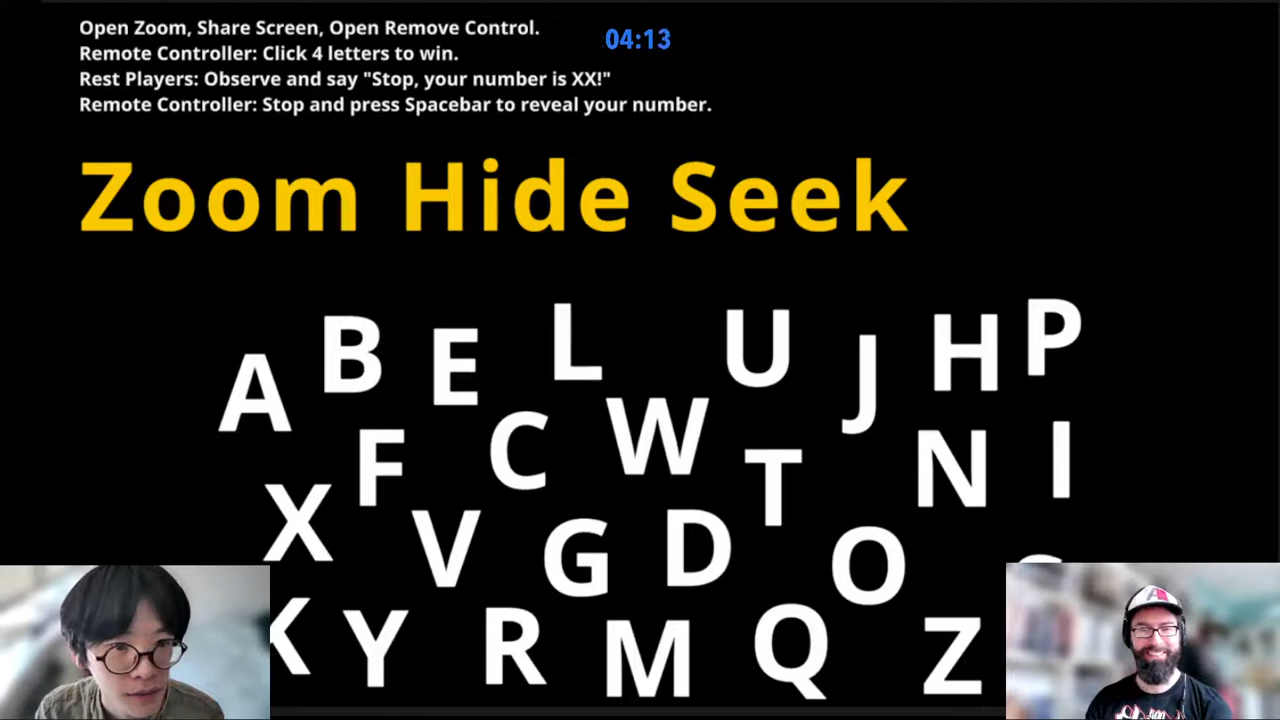 Open Zoom, Share Screen, Open Remove Control.
Remote Controller: Click 4 letters to win.
Rest Players: Observe and say "Stop, your number is XX!"
Remote Controller: Stop and press Spacebar to reveal your number.
04:13
Zoom Hide Seek
A B E L U J H P
X F C W T N I
V G D O
K Y R M Q Z